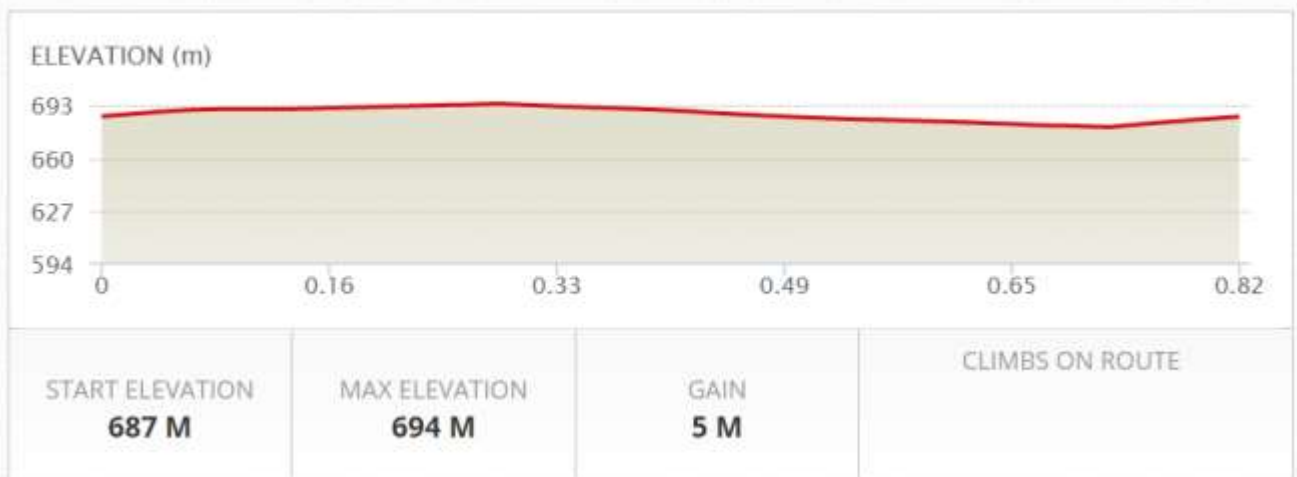 ELEVATION (m)
693
660
627
594
0 0.16 0.33 0.49 0.65 0.82
START ELEVATION
687 M
MAX ELEVATION
694 M
GAIN
5 M
CLIMBS ON ROUTE